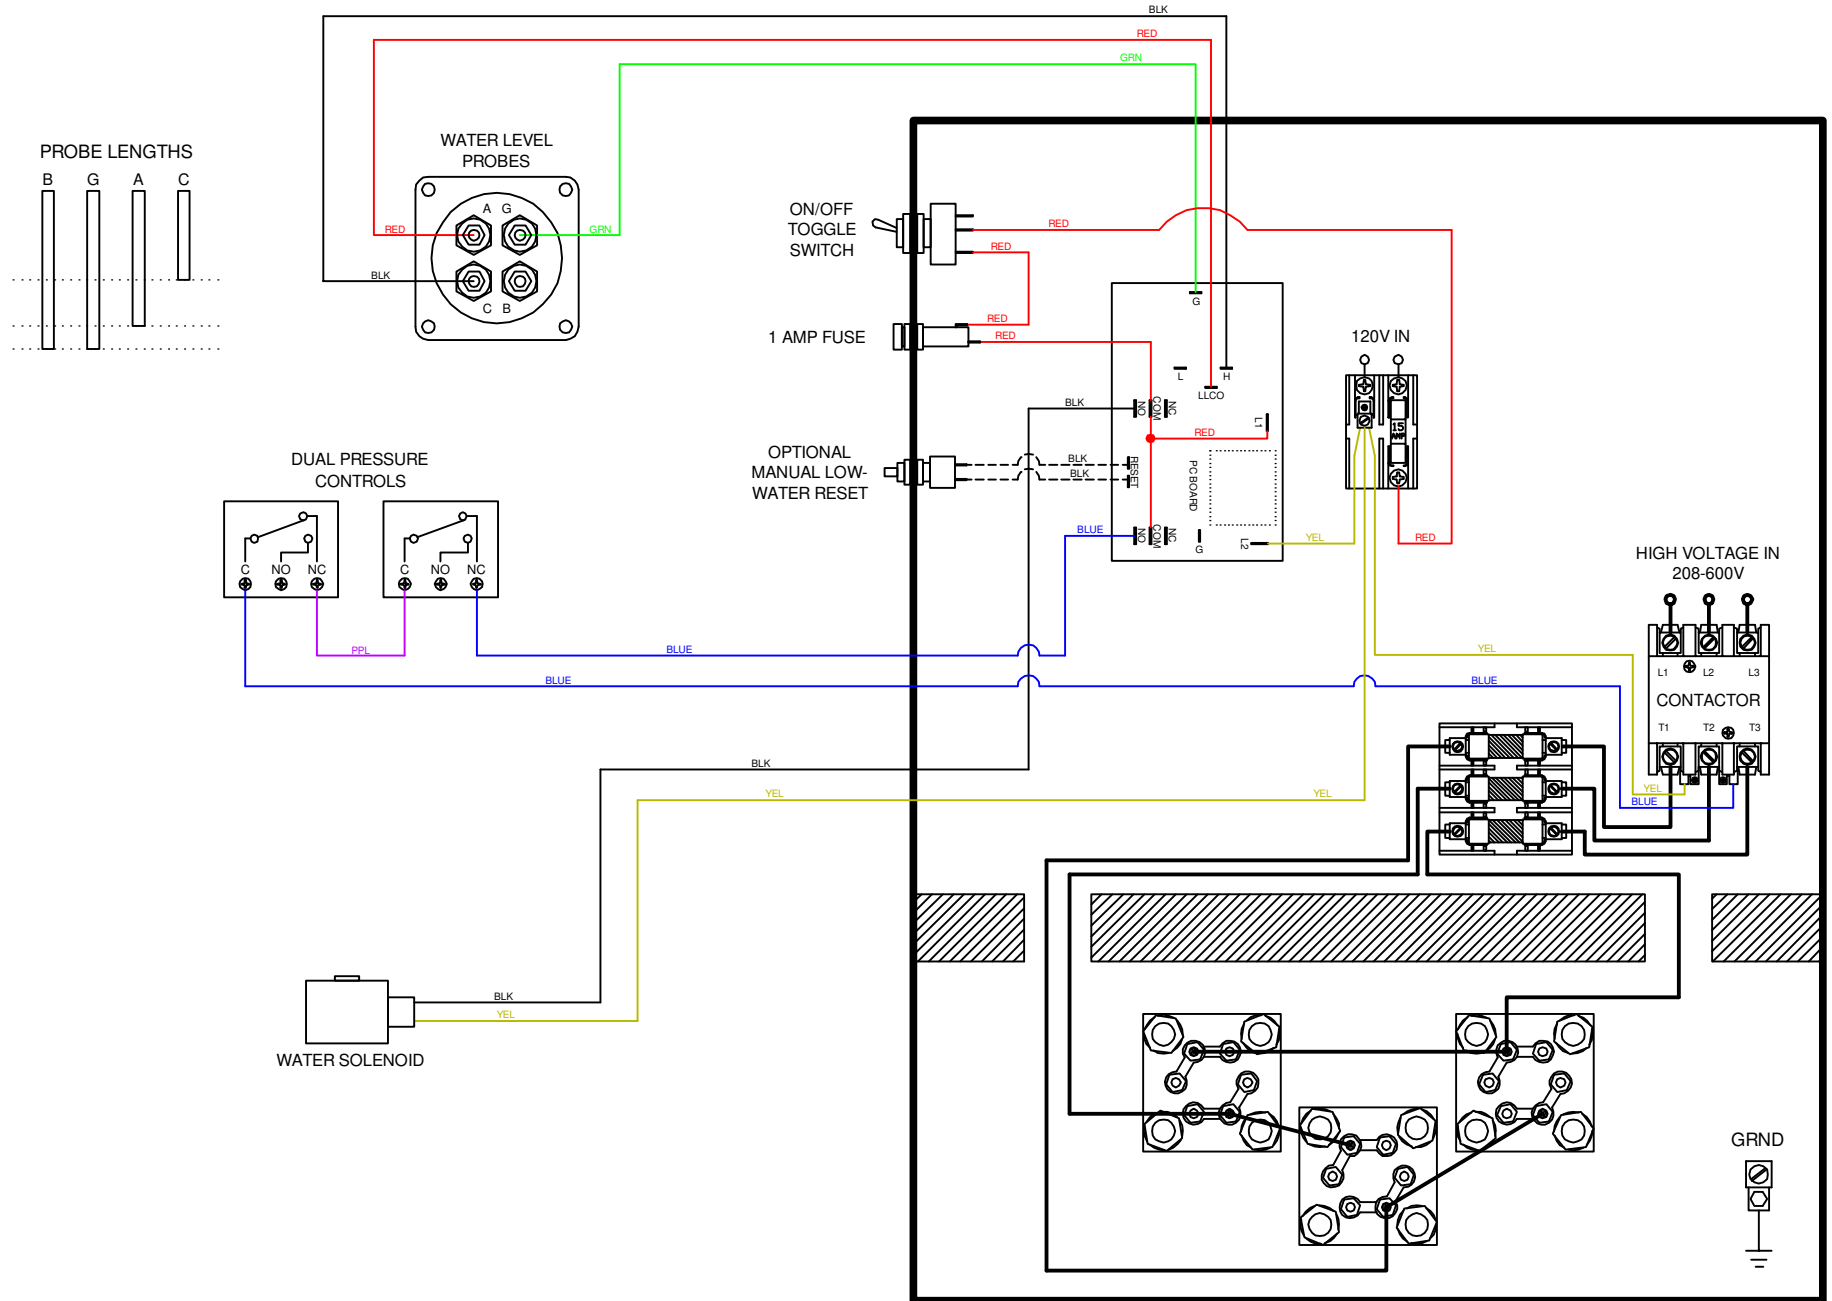 BLK
RED
GRN
PROBE LENGTHS
B G A C
WATER LEVEL
PROBES
A G
RED
GRN
BLK
C B
ON/OFF
TOGGLE
SWITCH
RED
RED
1 AMP FUSE
RED
RED
G
L
H
LLCO
120V IN
15
AMP
BLK
NO
COM
NC
L1
RED
OPTIONAL
MANUAL LOW-
WATER RESET
BLK
BLK
RESET
PC BOARD
BLUE
NO
COM
NC
G
L2
YEL
RED
DUAL PRESSURE
CONTROLS
C NO NC
C NO NC
HIGH VOLTAGE IN
208-600V
PPL
BLUE
YEL
BLUE
BLUE
L1 L2 L3
CONTACTOR
T1 T2 T3
BLK
YEL
YEL
YEL
BLUE
BLK
YEL
WATER SOLENOID
GRND